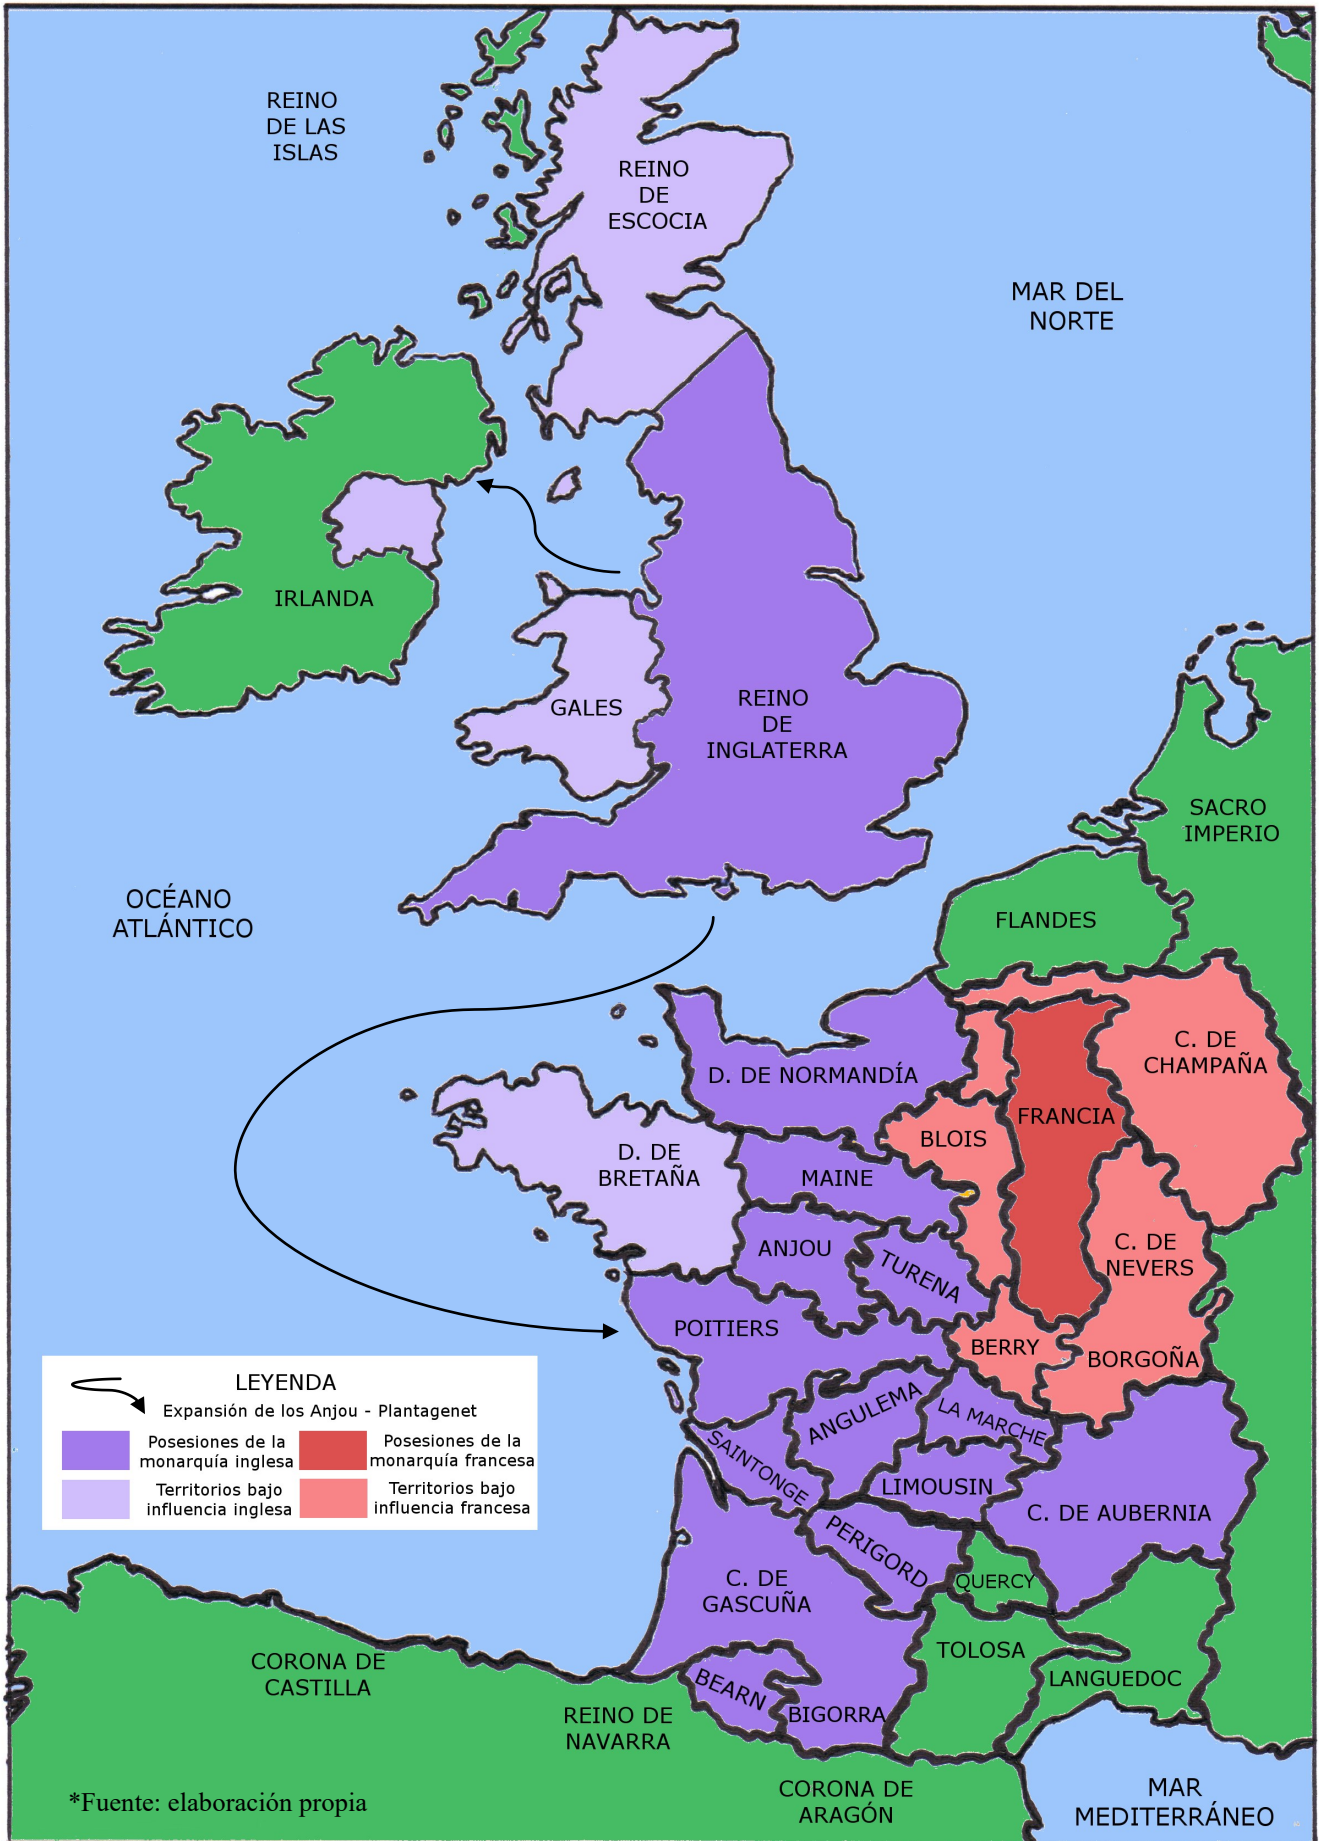 REINO
DE LAS
ISLAS
REINO
DE
ESCOCIA
MAR DEL
NORTE
IRLANDA
GALES
REINO
DE
INGLATERRA
SACRO
IMPERIO
OCÉANO
ATLÁNTICO
FLANDES
C. DE
CHAMPAÑA
D. DE NORMANDÍA
FRANCIA
BLOIS
D. DE
BRETAÑA
MAINE
ANJOU
TURENA
C. DE
NEVERS
POITIERS
BERRY
BORGOÑA
LEYENDA
Expansión de los Anjou - Plantagenet
Posesiones de la
monarquía inglesa
Posesiones de la
monarquía francesa
Territorios bajo
influencia inglesa
Territorios bajo
influencia francesa
ANGULEMA
LA MARCHE
SAINTONGE
LIMOUSIN
C. DE AUBERNIA
PERIGORD
QUERCY
C. DE
GASCUÑA
TOLOSA
LANGUEDOC
CORONA DE
CASTILLA
BEARN
BIGORRA
REINO DE
NAVARRA
CORONA DE
ARAGÓN
MAR
MEDITERRÁNEO
*Fuente: elaboración propia